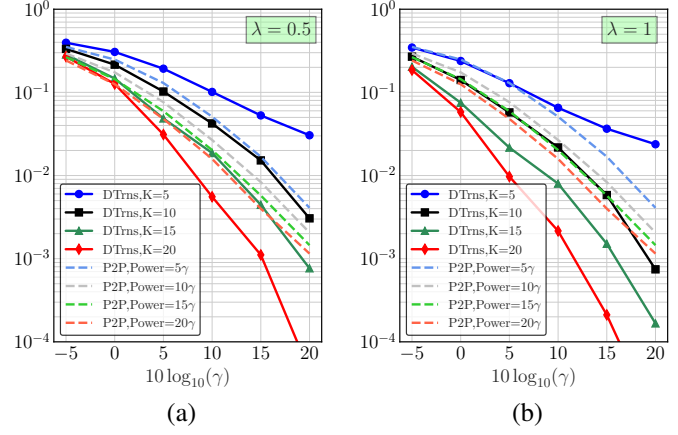 10^0
10^{-1}
10^{-2}
10^{-3}
10^{-4}
λ = 0.5
DTrns,K=5
DTrns,K=10
DTrns,K=15
DTrns,K=20
P2P,Power=5γ
P2P,Power=10γ
P2P,Power=15γ
P2P,Power=20γ
−5 0 5 10 15 20
10 log_{10}(γ)
(a)
10^0
10^{-1}
10^{-2}
10^{-3}
10^{-4}
λ = 1
DTrns,K=5
DTrns,K=10
DTrns,K=15
DTrns,K=20
P2P,Power=5γ
P2P,Power=10γ
P2P,Power=15γ
P2P,Power=20γ
−5 0 5 10 15 20
10 log_{10}(γ)
(b)